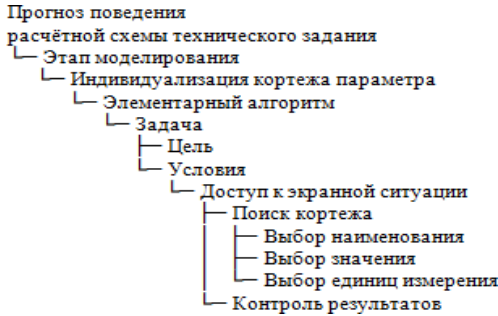 Прогноз поведения
расчётной схемы технического задания
Этап моделирования
Индивидуализация кортежа параметра
Элементарный алгоритм
Задача
Цель
Условия
Доступ к экранной ситуации
Поиск кортежа
Выбор наименования
Выбор значения
Выбор единиц измерения
Контроль результатов